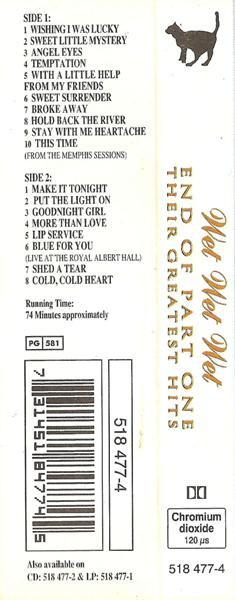 SIDE 1:
1 WISHING I WAS LUCKY
2 SWEET LITTLE MYSTERY
3 ANGEL EYES
4 TEMPTATION
5 WITH A LITTLE HELP
FROM MY FRIENDS
6 SWEET SURRENDER
7 BROKE AWAY
8 HOLD BACK THE RIVER
9 STAY WITH ME HEARTACHE
10 THIS TIME
(FROM THE MEMPHIS SESSIONS)
SIDE 2:
1 MAKE IT TONIGHT
2 PUT THE LIGHT ON
3 GOODNIGHT GIRL
4 MORE THAN LOVE
5 LIP SERVICE
6 BLUE FOR YOU
(LIVE AT THE ROYAL ALBERT HALL)
7 SHED A TEAR
8 COLD, COLD HEART
Running Time:
74 Minutes approximately
PG 581
7 31451 84774 5
518 477-4
Also available on
CD: 518 477-2 & LP: 518 477-1
Wet Wet Wet
END OF PART ONE
THEIR GREATEST HITS
Chromium
dioxide
120 µs
518 477-4